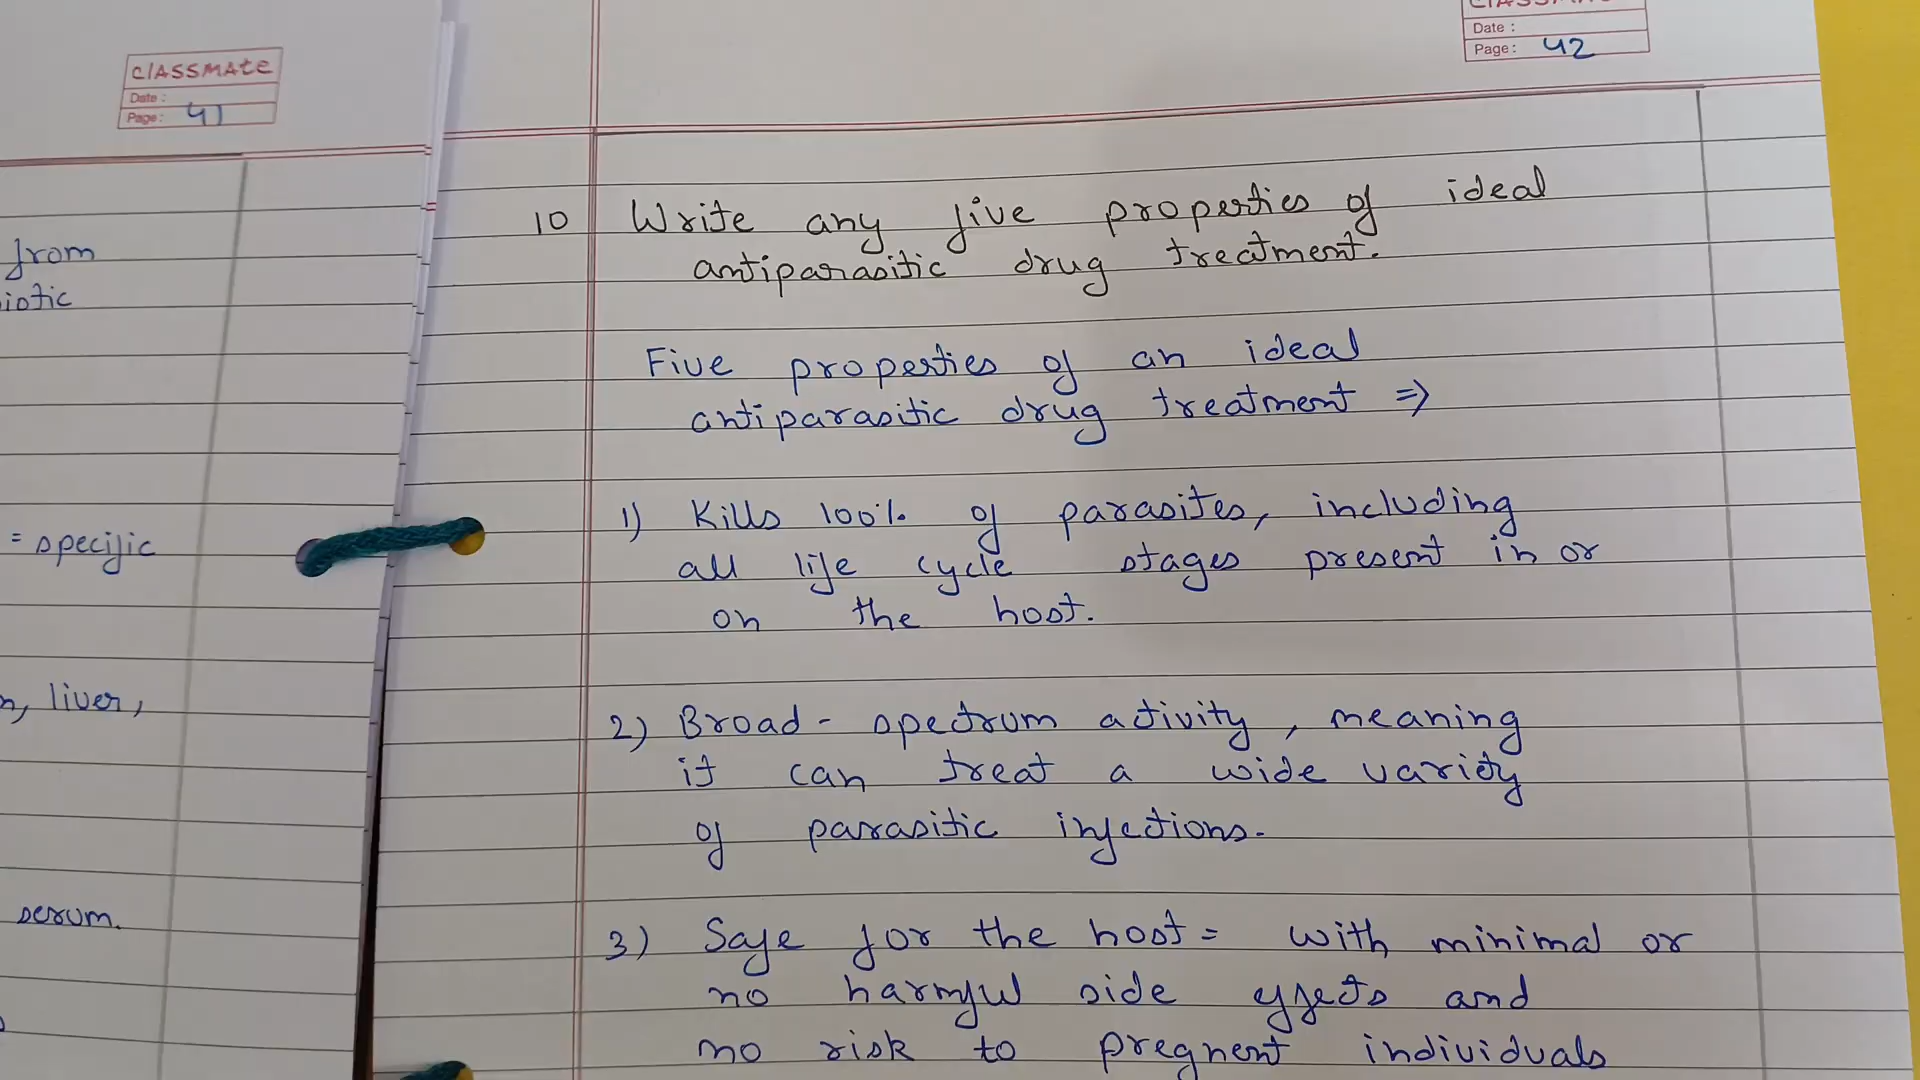 CLASSMATE
Date :
Page : 41
from
iotic
= specific
liver,
serum.
CLASSMATE
Date :
Page : 42
10 Write any five properties of ideal
antiparasitic drug treatment.
Five properties of an ideal
antiparasitic drug treatment ⇒
1) Kills 100% of parasites, including
all life cycle stages present in or
on the host.
2) Broad - spectrum activity, meaning
it can treat a wide variety
of parasitic infections.
3) Safe for the host = with minimal or
no harmful side effects and
no risk to pregnent individuals